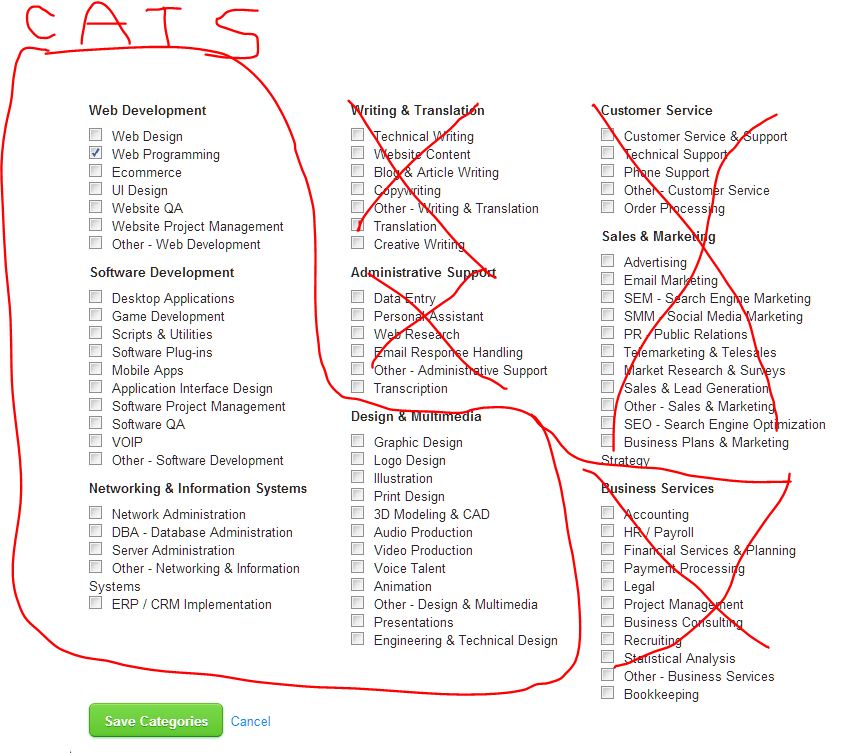 CATS
Web Development
Web Design
Web Programming
Ecommerce
UI Design
Website QA
Website Project Management
Other - Web Development
Software Development
Desktop Applications
Game Development
Scripts & Utilities
Software Plug-ins
Mobile Apps
Application Interface Design
Software Project Management
Software QA
VOIP
Other - Software Development
Networking & Information Systems
Network Administration
DBA - Database Administration
Server Administration
Other - Networking & Information
Systems
ERP / CRM Implementation
Writing & Translation
Technical Writing
Website Content
Blog & Article Writing
Copywriting
Other - Writing & Translation
Translation
Creative Writing
Administrative Support
Data Entry
Personal Assistant
Web Research
Email Response Handling
Other - Administrative Support
Transcription
Design & Multimedia
Graphic Design
Logo Design
Illustration
Print Design
3D Modeling & CAD
Audio Production
Video Production
Voice Talent
Animation
Other - Design & Multimedia
Presentations
Engineering & Technical Design
Customer Service
Customer Service & Support
Technical Support
Phone Support
Other - Customer Service
Order Processing
Sales & Marketing
Advertising
Email Marketing
SEM - Search Engine Marketing
SMM - Social Media Marketing
PR - Public Relations
Telemarketing & Telesales
Market Research & Surveys
Sales & Lead Generation
Other - Sales & Marketing
SEO - Search Engine Optimization
Business Plans & Marketing
Strategy
Business Services
Accounting
HR / Payroll
Financial Services & Planning
Payment Processing
Legal
Project Management
Business Consulting
Recruiting
Statistical Analysis
Other - Business Services
Bookkeeping
Save Categories Cancel